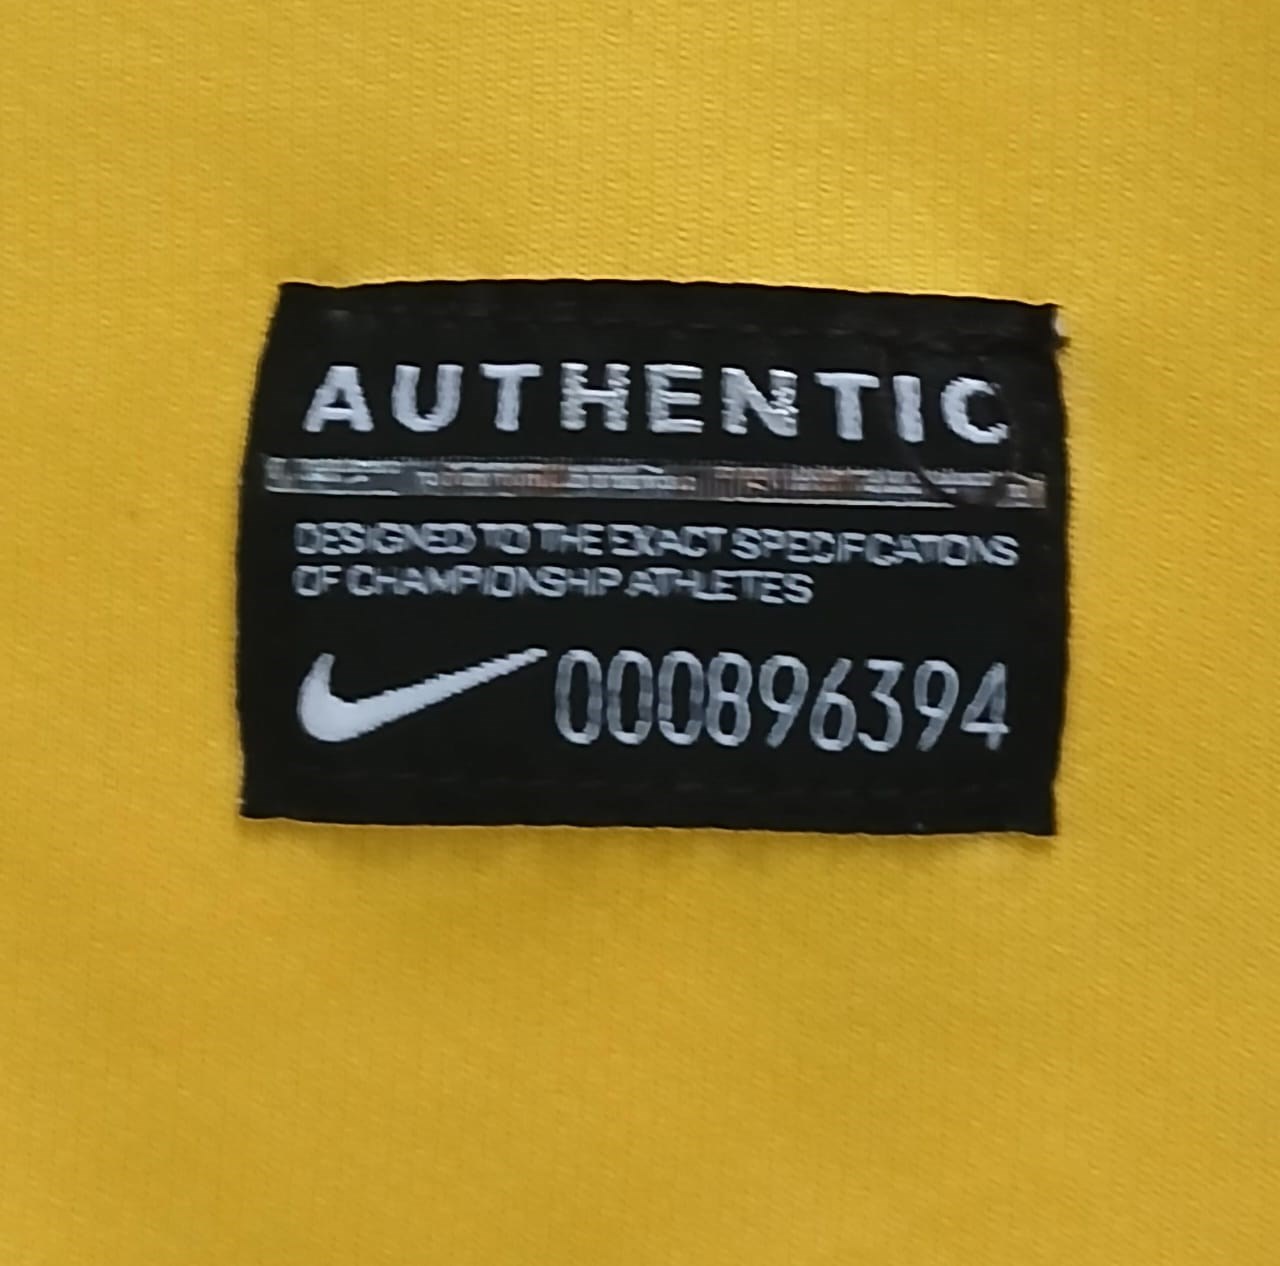 AUTHENTIC
DESIGNED TO THE EXACT SPECIFICATIONS
OF CHAMPIONSHIP ATHLETES
000896394